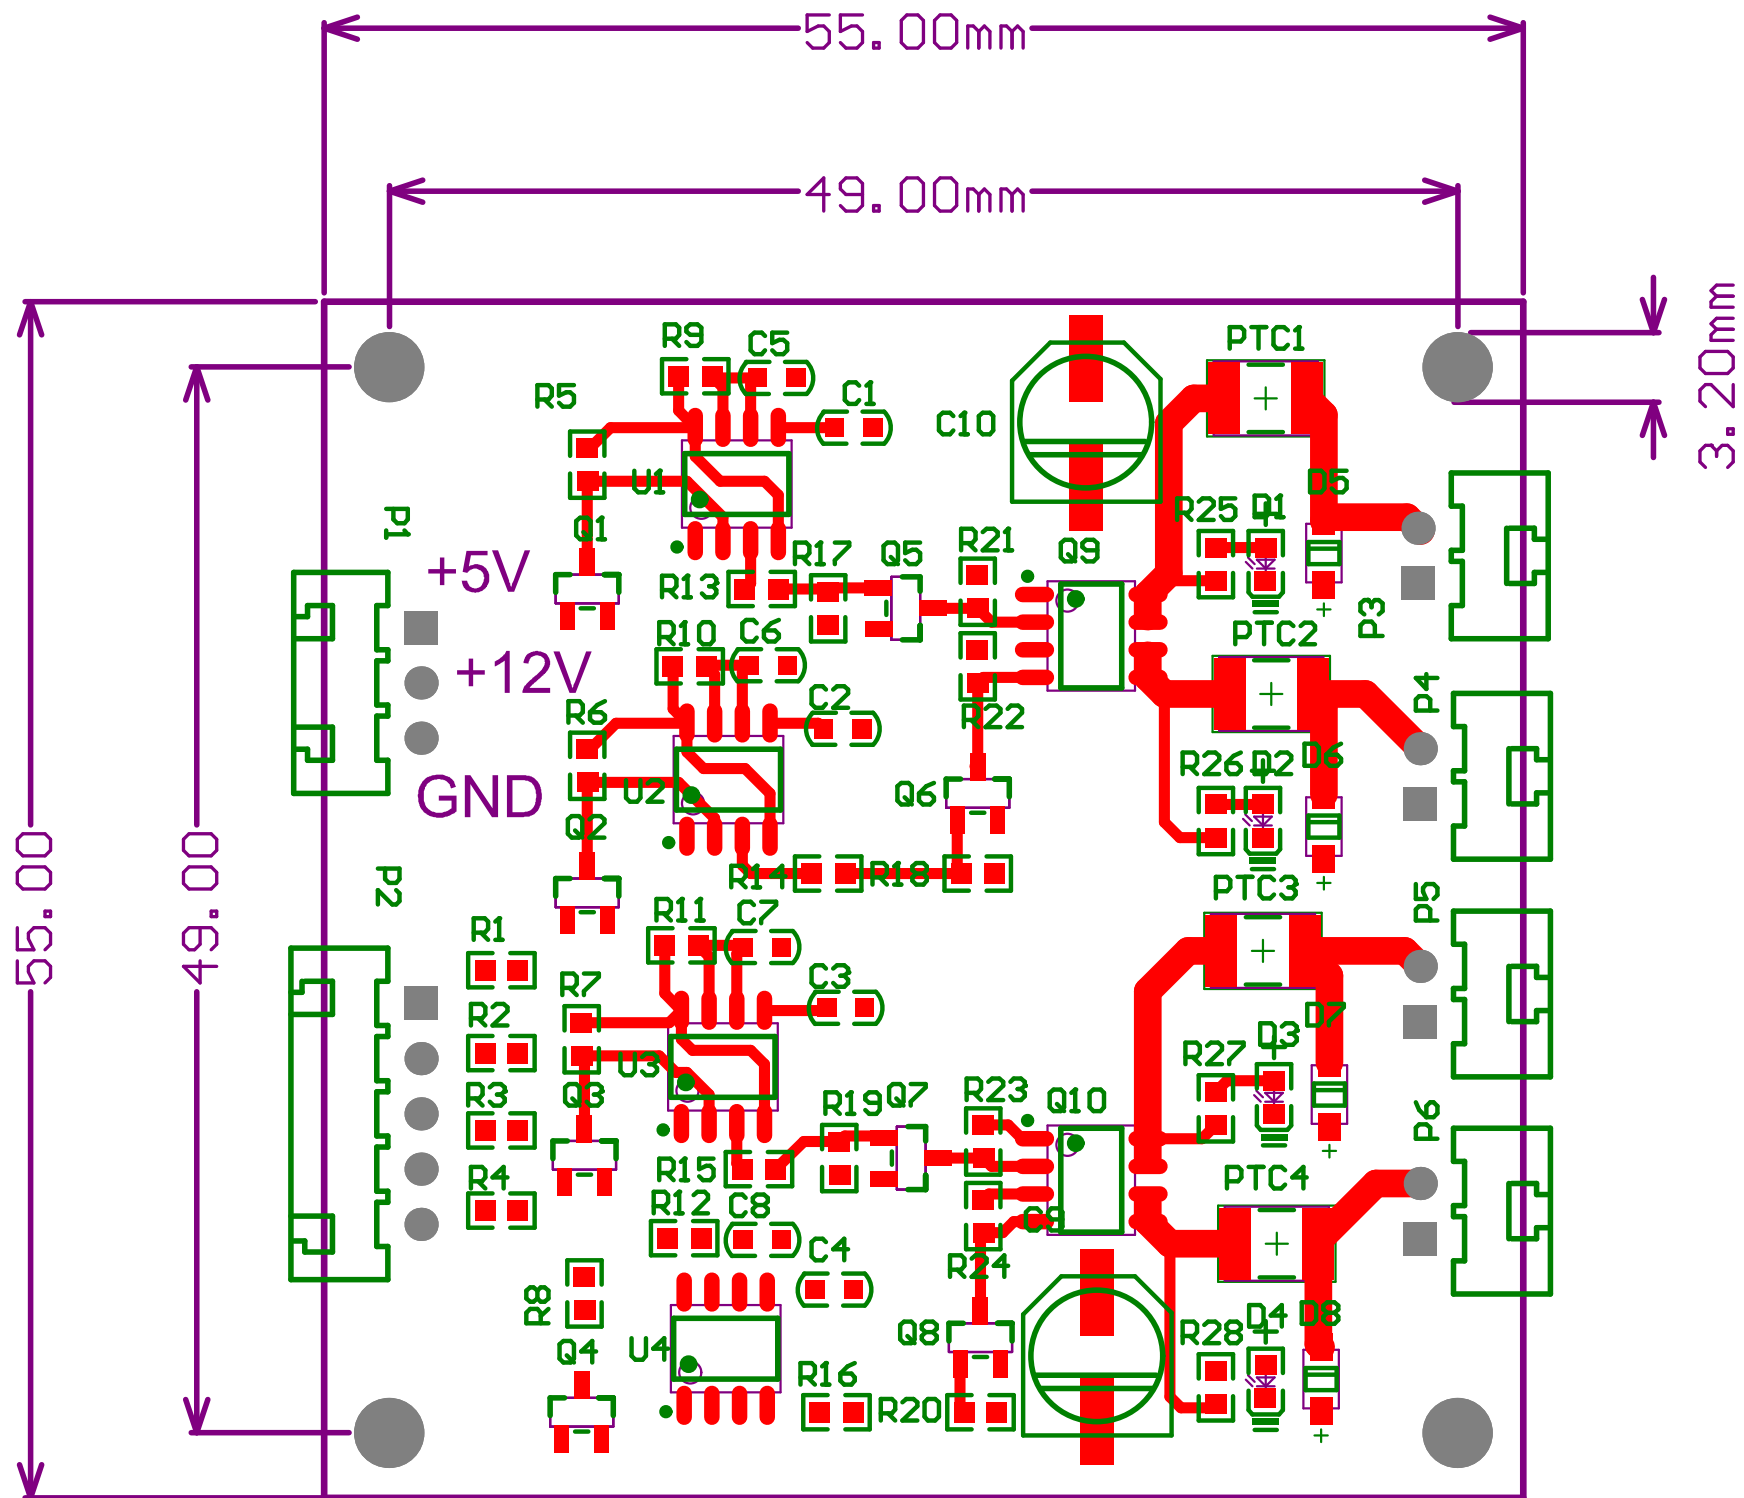 55.00mm
49.00mm
3.20mm
55.00
49.00
R9
C5
PTC1
R5
C1
C10
U1
D5
R25
D1
P1
Q1
+5V
R17
Q5
R21
Q9
R13
P3
R10
C6
PTC2
+12V
R6
C2
R22
P4
GND
U2
Q6
R26
D2
D6
Q2
P2
R14
R18
PTC3
P5
R11
C7
R1
R7
C3
R2
U3
R27
D3
D7
R3
Q3
R19
Q7
R23
Q10
P6
R4
R15
PTC4
R12
C8
C9
C4
R24
R8
U4
Q4
Q8
R28
D4
D8
R16
R20